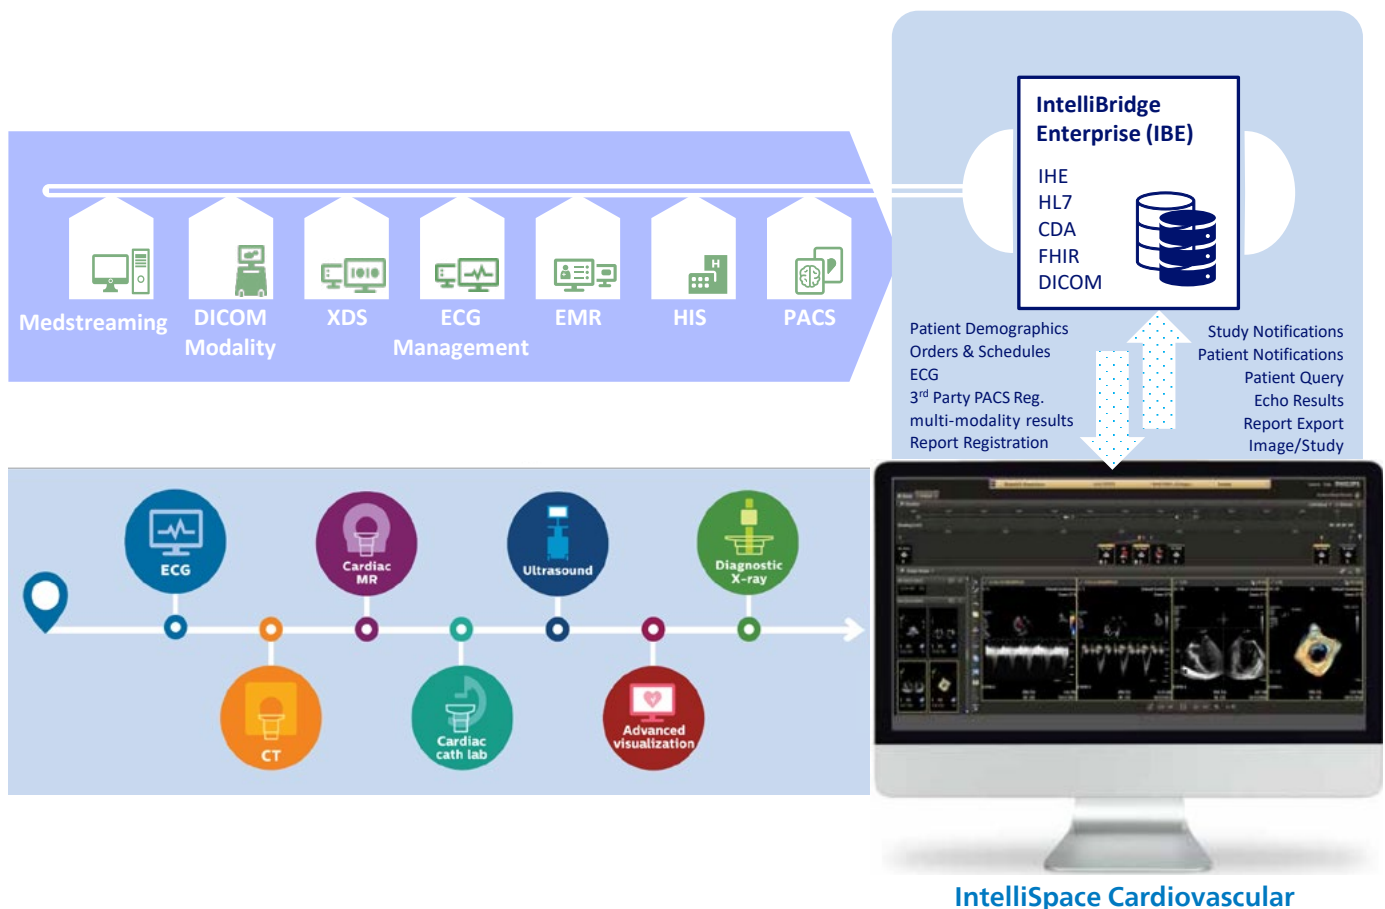 IntelliBridge
Enterprise (IBE)
IHE
HL7
CDA
FHIR
DICOM
H
1010
Medstreaming
DICOM
Modality
XDS
ECG
Management
EMR
HIS
PACS
Patient Demographics
Orders & Schedules
ECG
3rd Party PACS Reg.
multi-modality results
Report Registration
Study Notifications
Patient Notifications
Patient Query
Echo Results
Report Export
Image/Study
ECG
Cardiac
MR
Ultrasound
Diagnostic
X-ray
CT
Cardiac
cath lab
Advanced
visualization
PHILIPS
IntelliSpace Cardiovascular